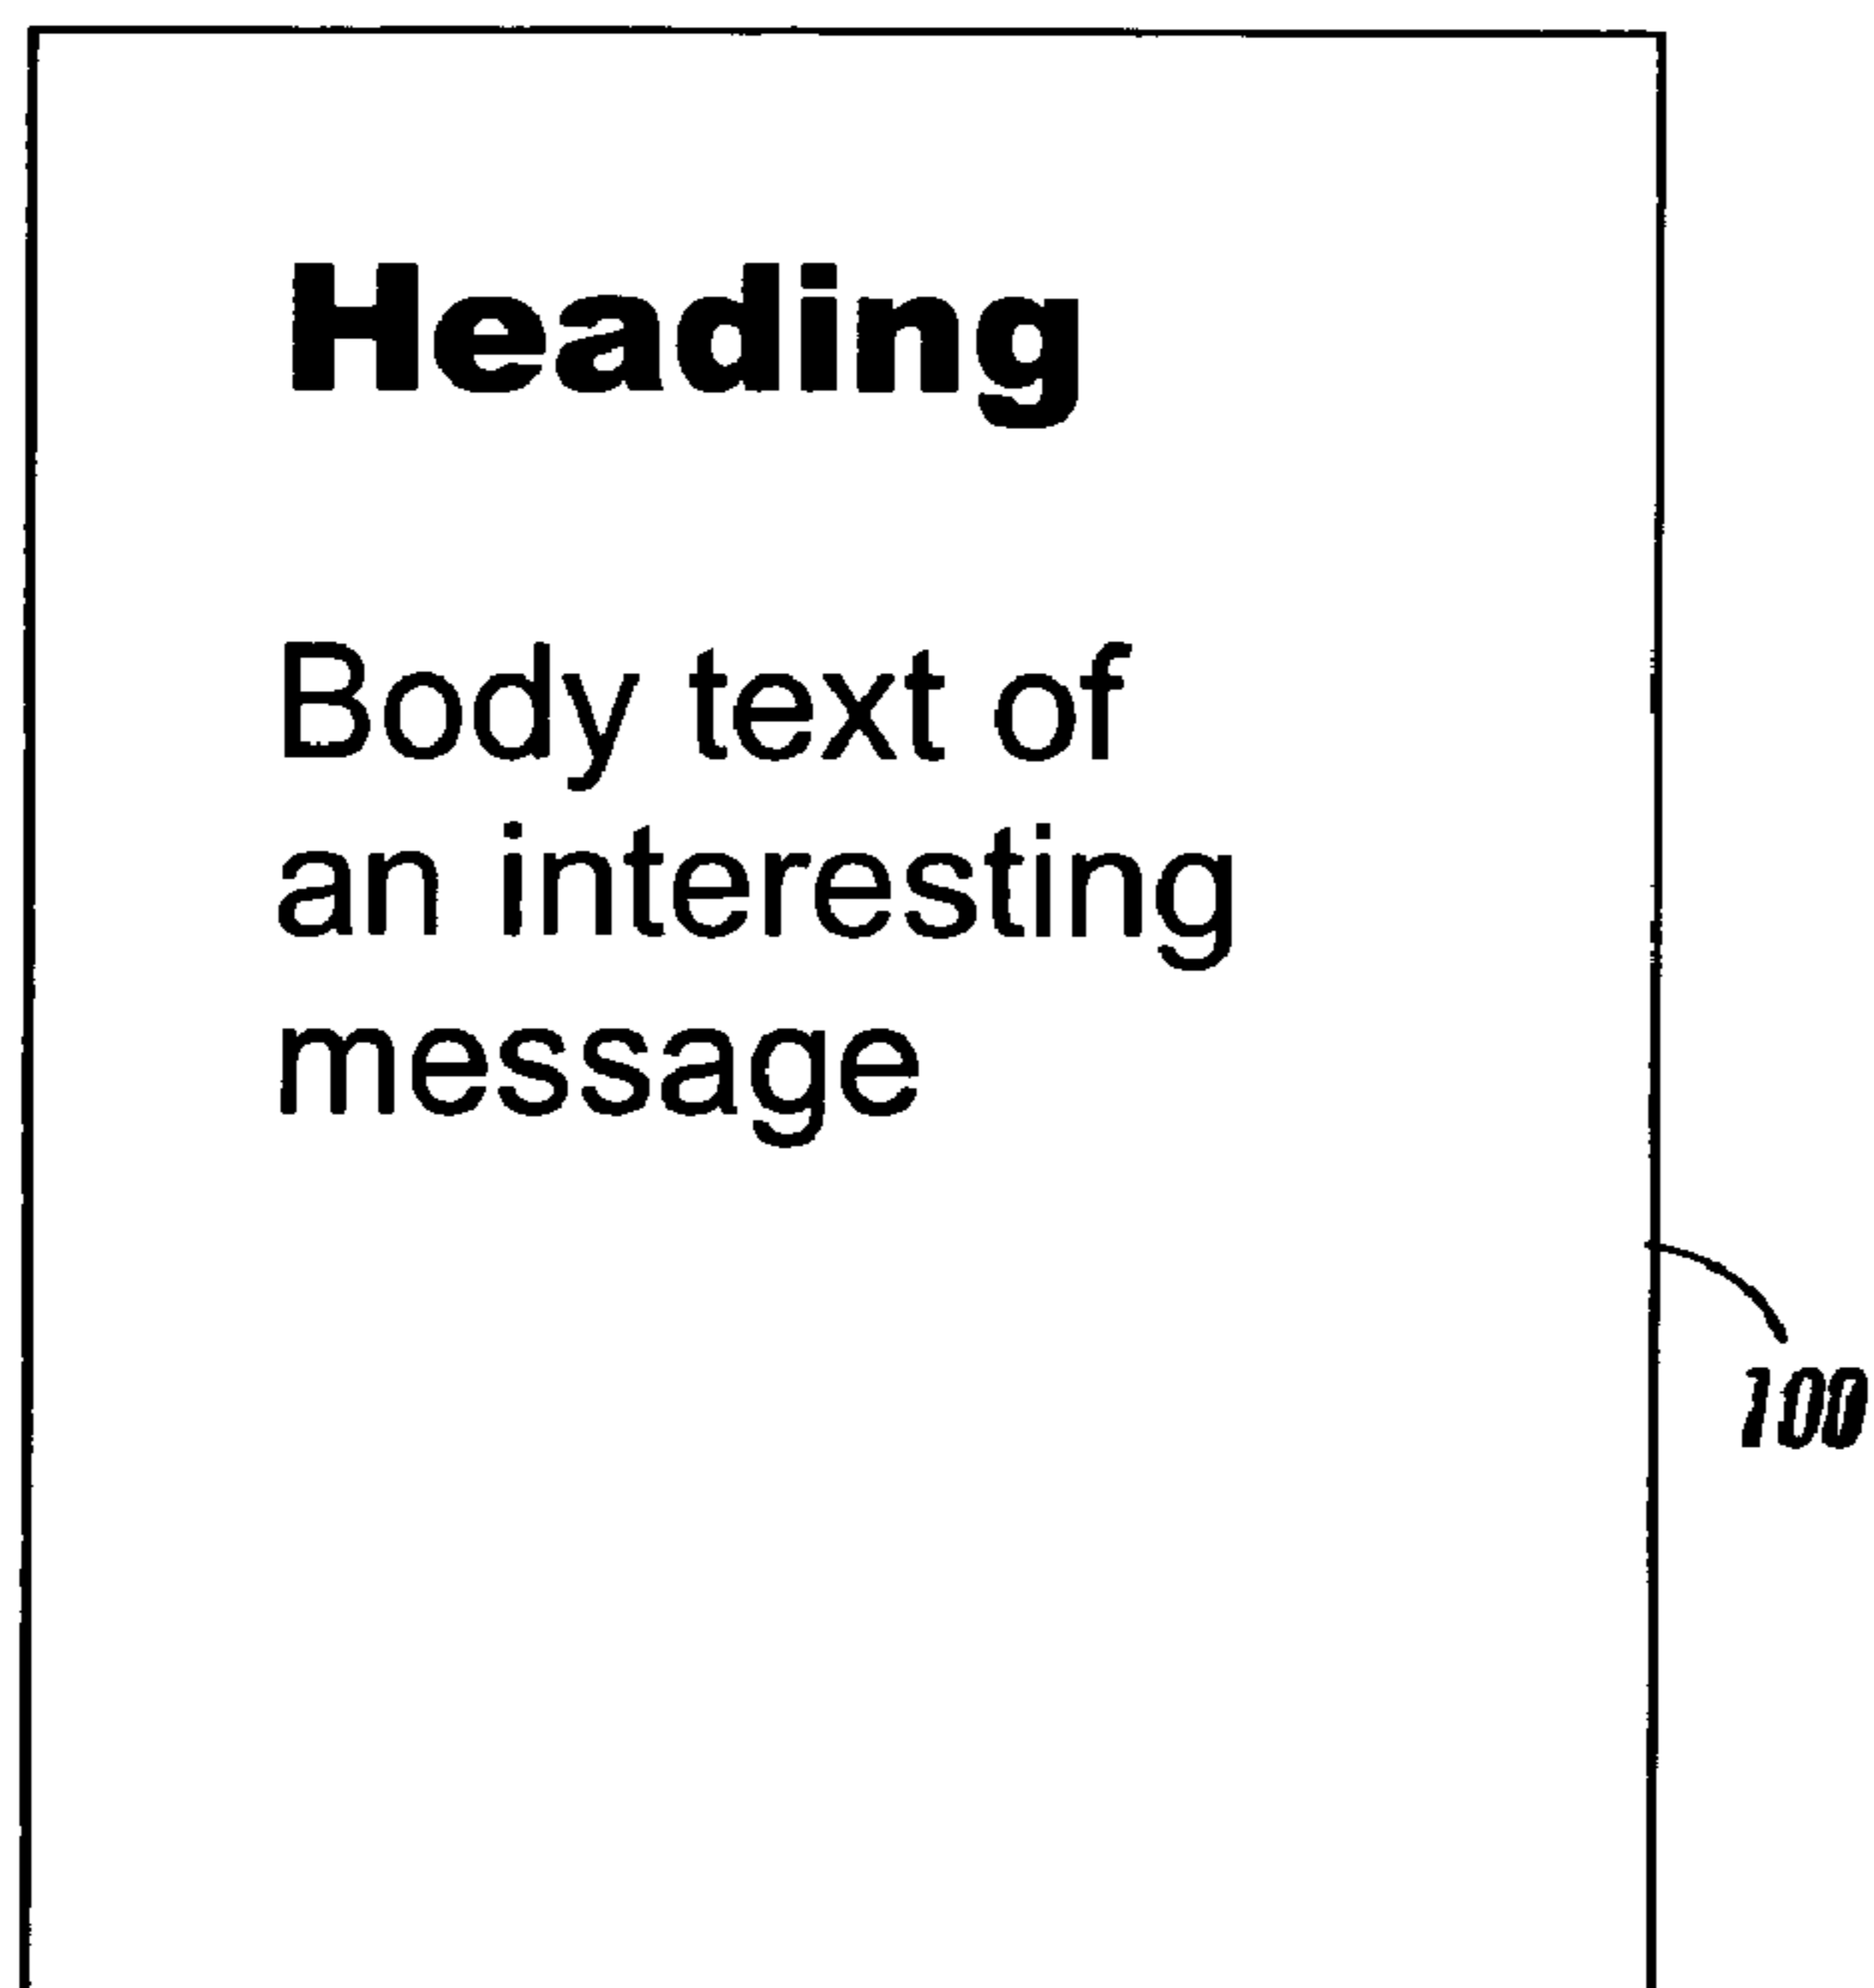 Heading
Body text of
an interesting
message
100